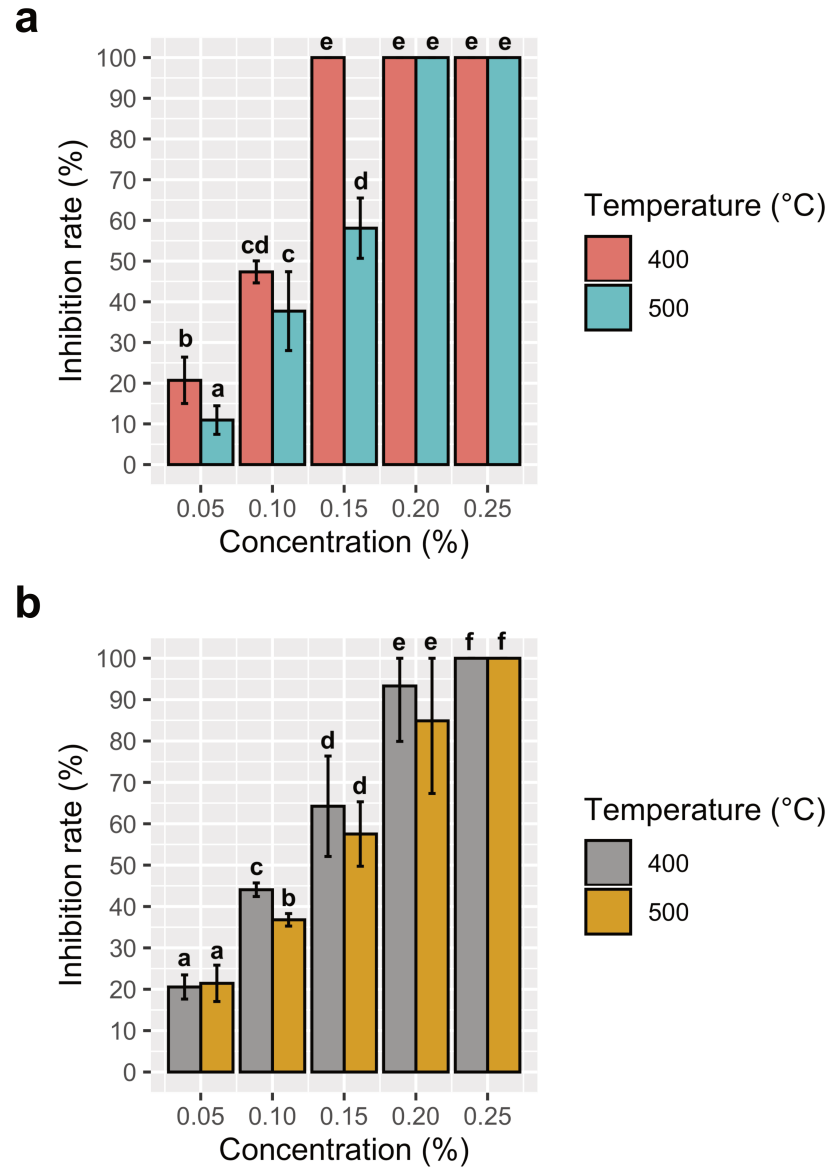 a
e e e e e
100
90
80
70
60
50
40
30
20
10
0
Inhibition rate (%)
d
cd c
b
a
0.05 0.10 0.15 0.20 0.25
Concentration (%)
Temperature (°C)
400
500
b
e e f f
100
90
80
70
60
50
40
30
20
10
0
Inhibition rate (%)
d
d
c
b
a a
0.05 0.10 0.15 0.20 0.25
Concentration (%)
Temperature (°C)
400
500